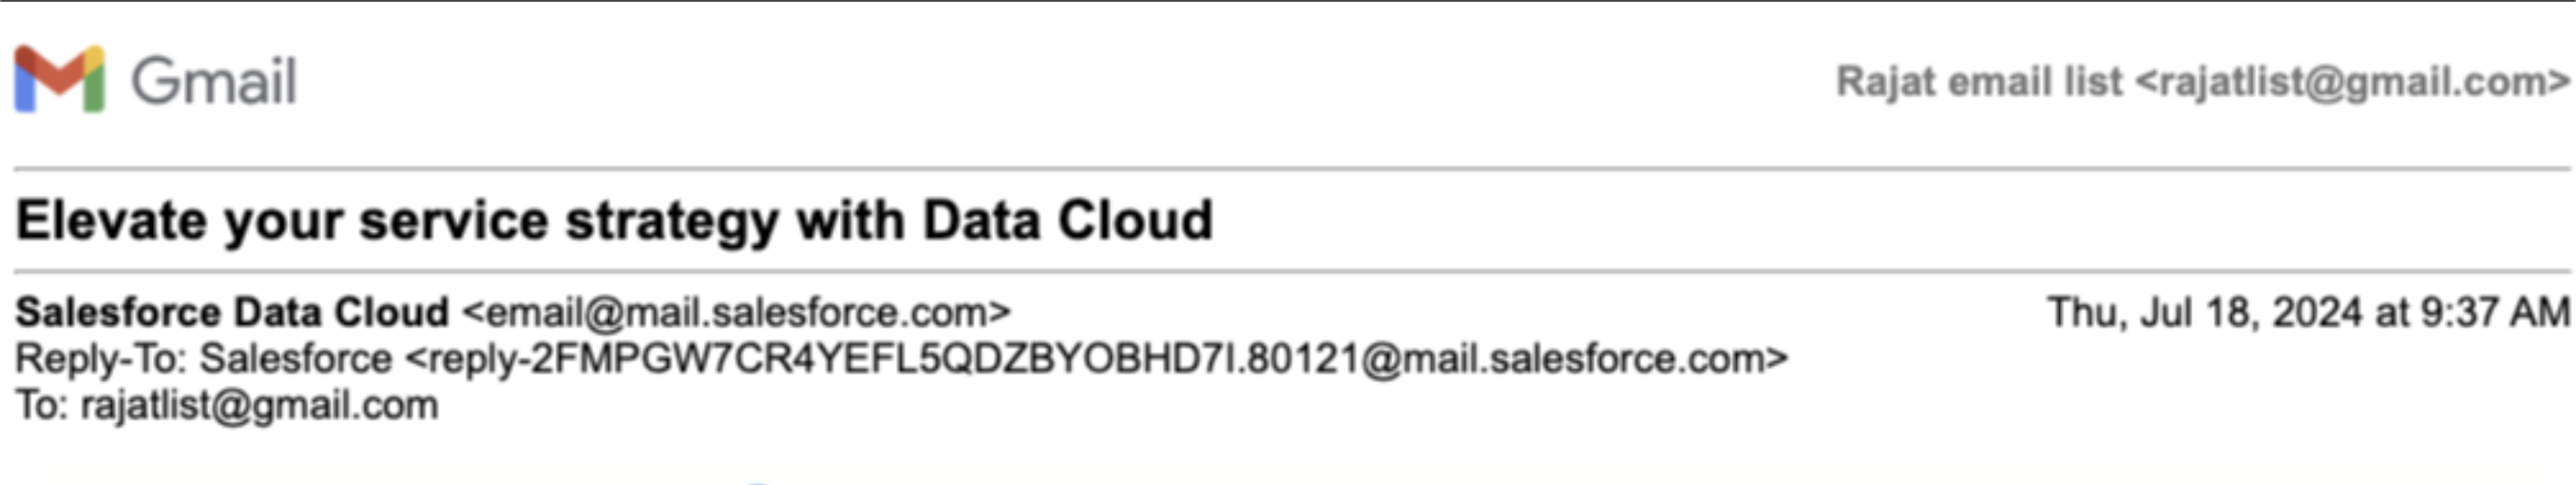 Gmail
Rajat email list <rajatlist@gmail.com>
Elevate your service strategy with Data Cloud
Salesforce Data Cloud <email@mail.salesforce.com>
Thu, Jul 18, 2024 at 9:37 AM
Reply-To: Salesforce <reply-2FMPGW7CR4YEFL5QDZBYOBHD7I.80121@mail.salesforce.com>
To: rajatlist@gmail.com